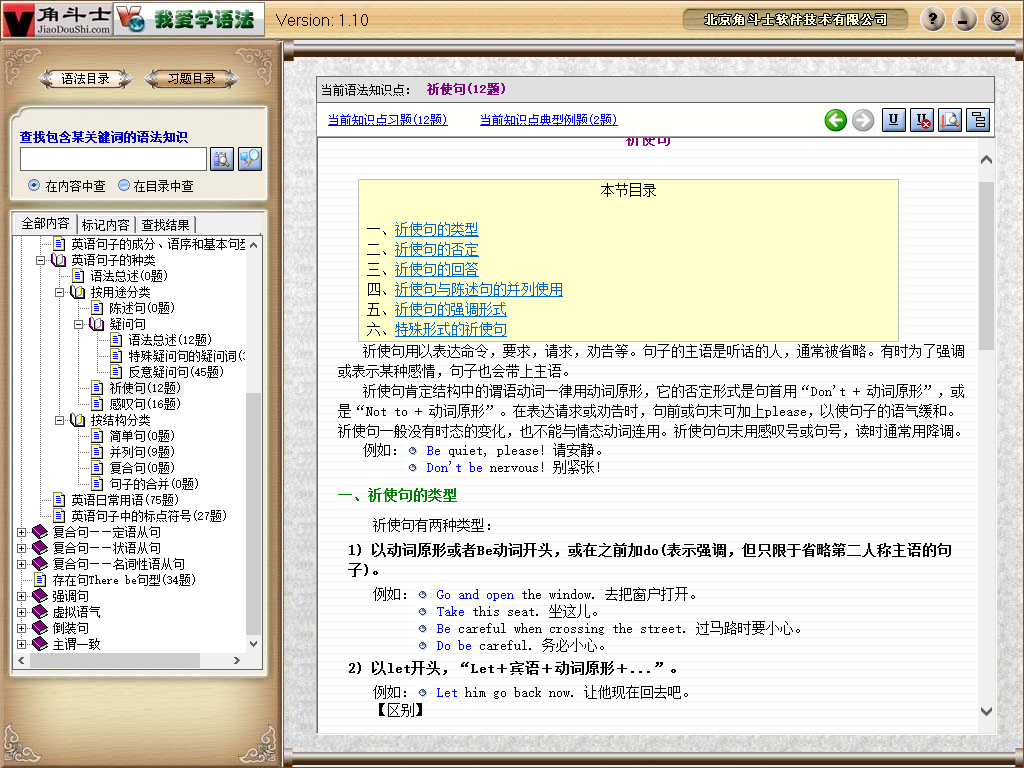 角斗士
JiaoDouShi.com
我爱学语法
Version: 1.10
北京角斗士软件技术有限公司
语法目录
习题目录
查找包含某关键词的语法知识
在内容中查 在目录中查
全部内容 标记内容 查找结果
英语句子的成分、语序和基本句型
英语句子的种类
语法总述(0题)
按用途分类
陈述句(0题)
疑问句
语法总述(12题)
特殊疑问句的疑问词(
反意疑问句(45题)
祈使句(12题)
感叹句(16题)
按结构分类
简单句(0题)
并列句(9题)
复合句(0题)
句子的合并(0题)
英语日常用语(75题)
英语句子中的标点符号(27题)
复合句——定语从句
复合句——状语从句
复合句——名词性语从句
存在句There be句型(34题)
强调句
虚拟语气
倒装句
主谓一致
当前语法知识点: 祈使句(12题)
当前知识点习题(12题) 当前知识点典型例题(2题)
祈使句
本节目录
一、祈使句的类型
二、祈使句的否定
三、祈使句的回答
四、祈使句与陈述句的并列使用
五、祈使句的强调形式
六、特殊形式的祈使句
祈使句用以表达命令，要求，请求，劝告等。句子的主语是听话的人，通常被省略。有时为了强调
或表示某种感情，句子也会带上主语。
祈使句肯定结构中的谓语动词一律用动词原形，它的否定形式是句首用“Don't + 动词原形”，或
是“Not to + 动词原形”。在表达请求或劝告时，句前或句末可加上please，以使句子的语气缓和。
祈使句一般没有时态的变化，也不能与情态动词连用。祈使句句末用感叹号或句号，读时通常用降调。
例如: Be quiet, please! 请安静。
Don't be nervous! 别紧张!
一、祈使句的类型
祈使句有两种类型:
1) 以动词原形或者Be动词开头，或在之前加do(表示强调，但只限于省略第二人称主语的句
子)。
例如: Go and open the window. 去把窗户打开。
Take this seat. 坐这儿。
Be careful when crossing the street. 过马路时要小心。
Do be careful. 务必小心。
2) 以let开头，“Let＋宾语＋动词原形＋...”。
例如: Let him go back now. 让他现在回去吧。
【区别】